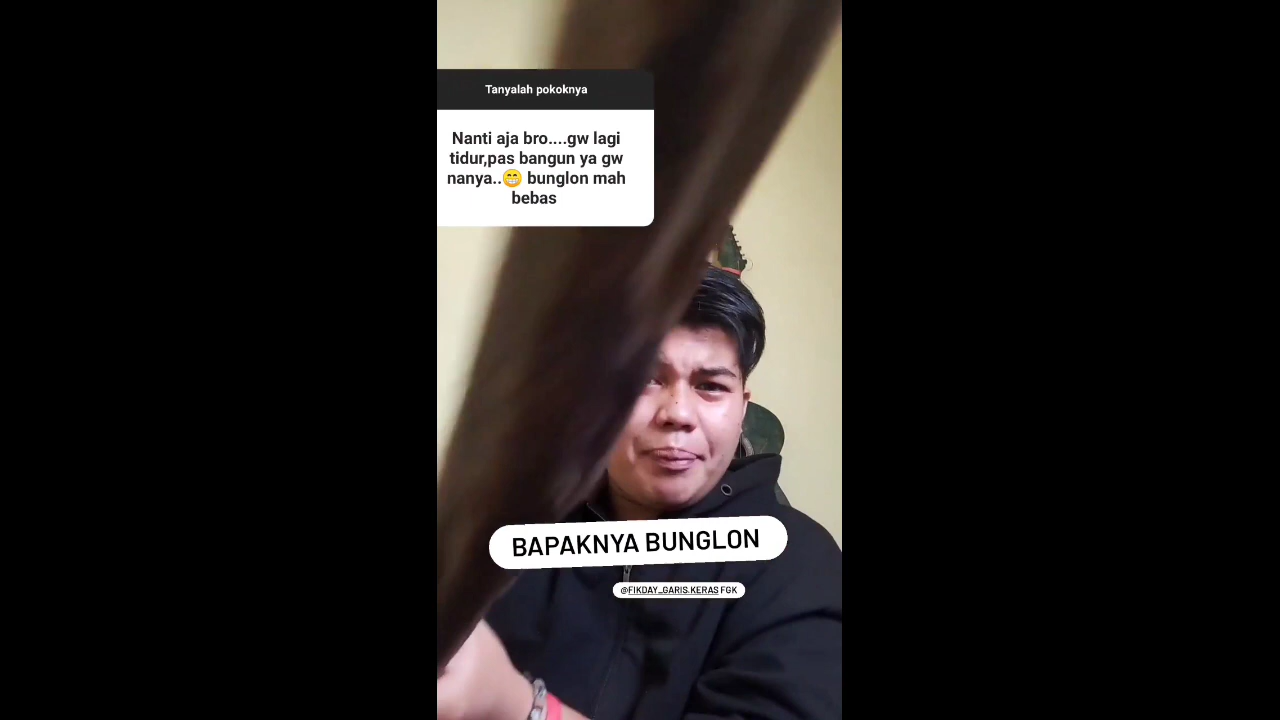 Tanyalah pokoknya
Nanti aja bro....gw lagi
tidur,pas bangun ya gw
nanya..😁 bunglon mah
bebas
BAPAKNYA BUNGLON
@FIKDAY_GARIS.KERAS FGK